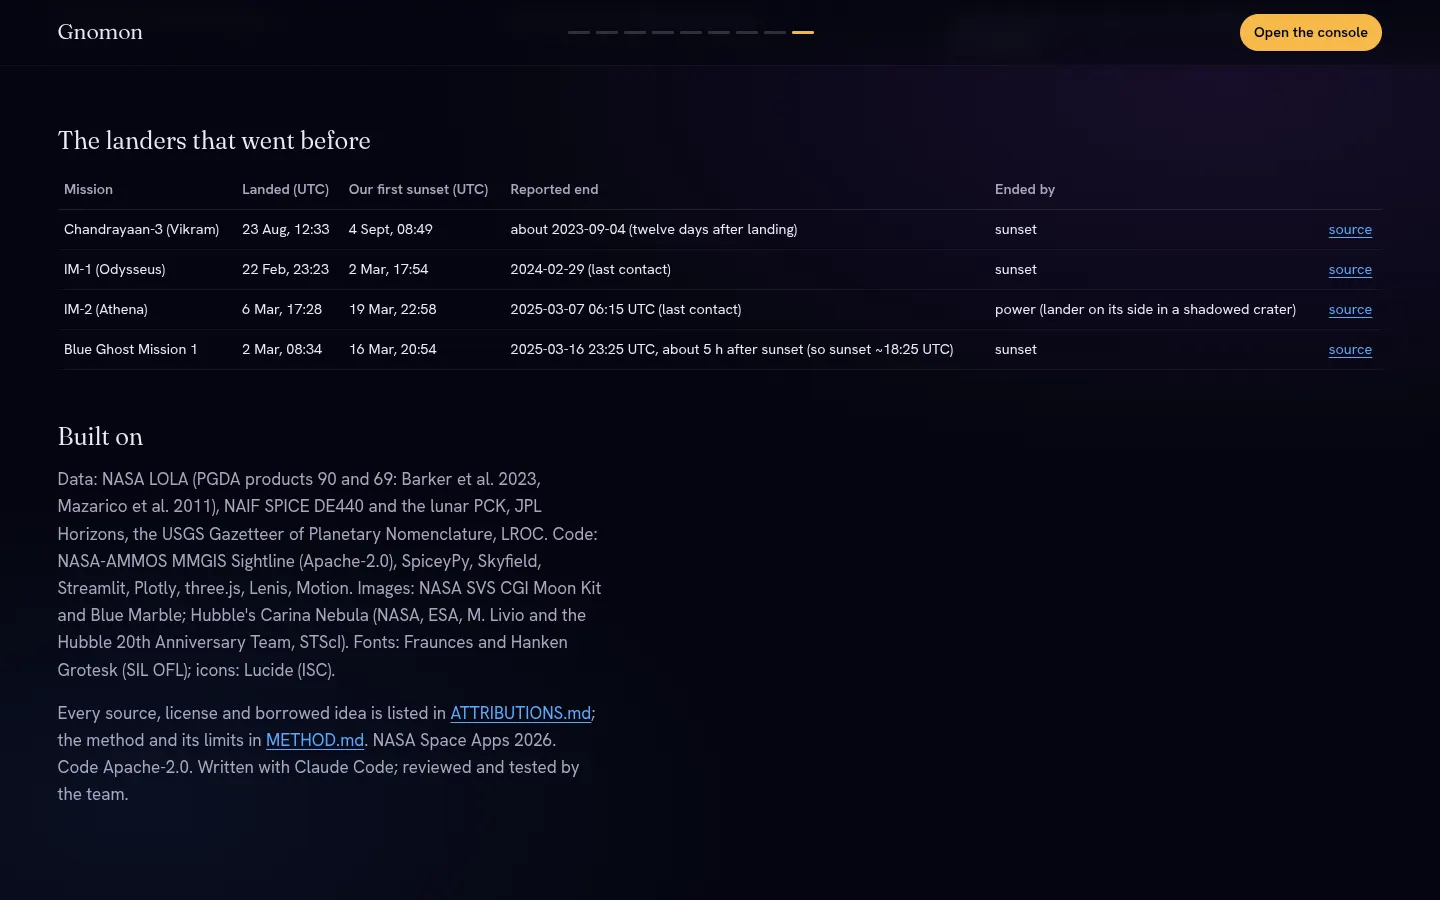 Gnomon
Open the console
The landers that went before
Mission Landed (UTC) Our first sunset (UTC) Reported end Ended by
Chandrayaan-3 (Vikram) 23 Aug, 12:33 4 Sept, 08:49 about 2023-09-04 (twelve days after landing) sunset source
IM-1 (Odysseus) 22 Feb, 23:23 2 Mar, 17:54 2024-02-29 (last contact) sunset source
IM-2 (Athena) 6 Mar, 17:28 19 Mar, 22:58 2025-03-07 06:15 UTC (last contact) power (lander on its side in a shadowed crater) source
Blue Ghost Mission 1 2 Mar, 08:34 16 Mar, 20:54 2025-03-16 23:25 UTC, about 5 h after sunset (so sunset ~18:25 UTC) sunset source
Built on
Data: NASA LOLA (PGDA products 90 and 69: Barker et al. 2023,
Mazarico et al. 2011), NAIF SPICE DE440 and the lunar PCK, JPL
Horizons, the USGS Gazetteer of Planetary Nomenclature, LROC. Code:
NASA-AMMOS MMGIS Sightline (Apache-2.0), SpiceyPy, Skyfield,
Streamlit, Plotly, three.js, Lenis, Motion. Images: NASA SVS CGI Moon Kit
and Blue Marble; Hubble's Carina Nebula (NASA, ESA, M. Livio and the
Hubble 20th Anniversary Team, STScI). Fonts: Fraunces and Hanken
Grotesk (SIL OFL); icons: Lucide (ISC).
Every source, license and borrowed idea is listed in ATTRIBUTIONS.md;
the method and its limits in METHOD.md. NASA Space Apps 2026.
Code Apache-2.0. Written with Claude Code; reviewed and tested by
the team.